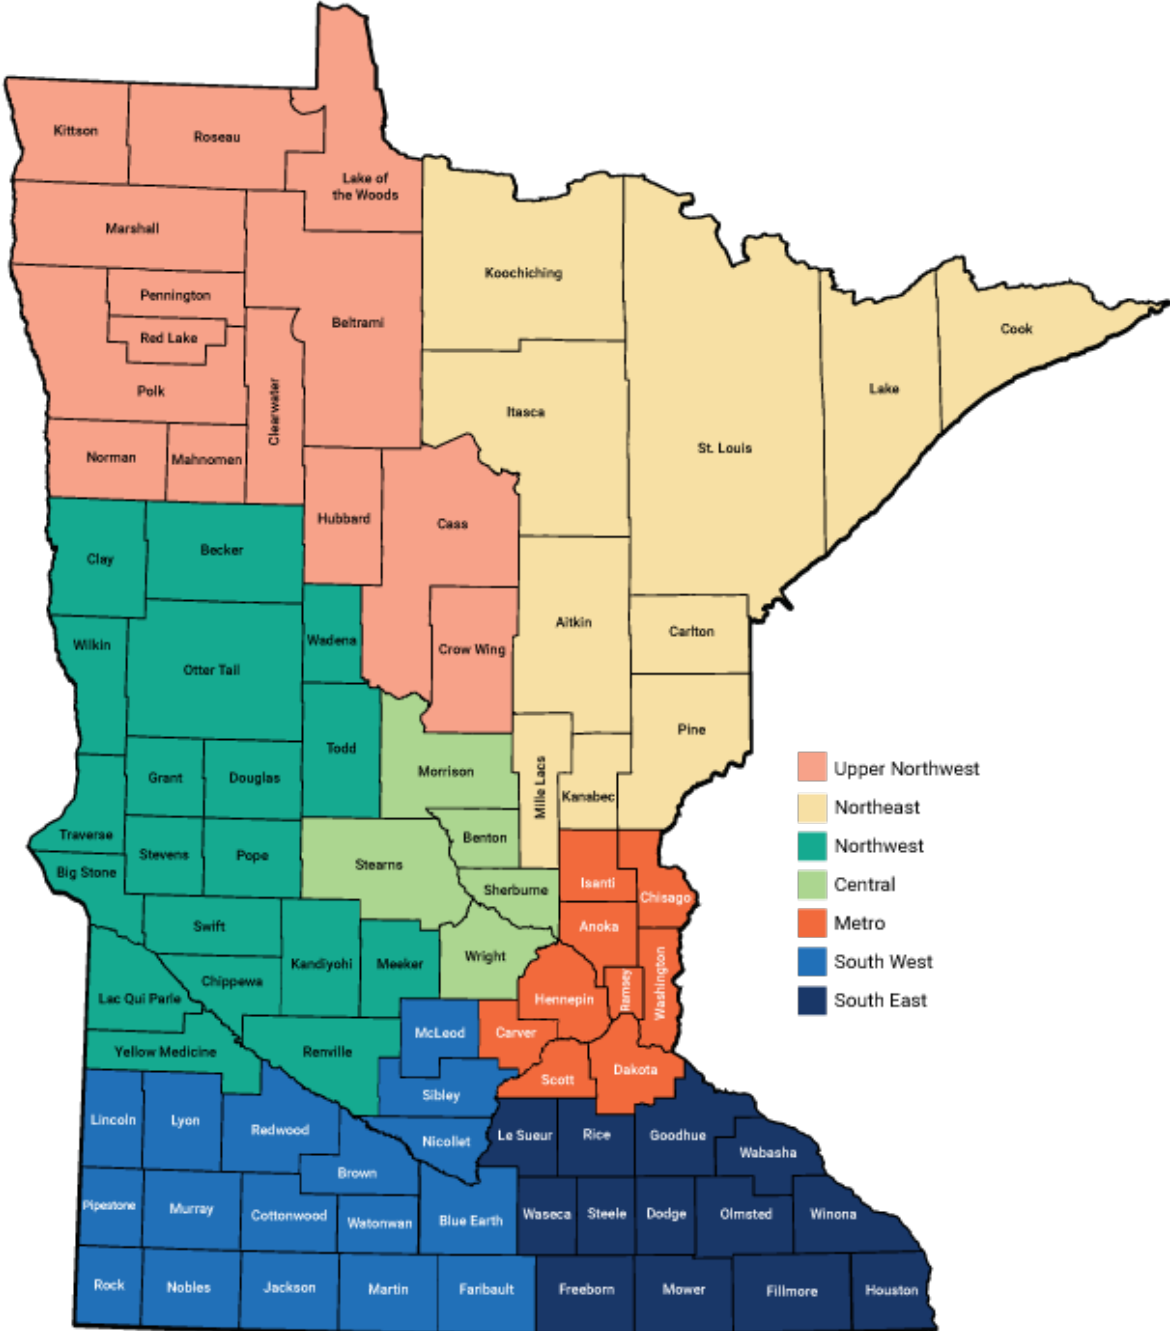 Kittson
Roseau
Lake of
the Woods
Marshall
Koochiching
Pennington
Beltrami
Cook
Red Lake
Polk
Clearwater
Lake
Itasca
St. Louis
Norman
Mahnomen
Hubbard
Cass
Clay
Becker
Wadena
Aitkin
Carlton
Wilkin
Otter Tail
Crow Wing
Pine
Todd
Morrison
Mille Lacs
Grant
Douglas
Kanabec
Traverse
Benton
Stevens
Pope
Stearns
Big Stone
Sherburne
Isanti
Chisago
Swift
Anoka
Wright
Kandiyohi
Meeker
Chippewa
Lac Qui Parle
Hennepin
Ramsey
Washington
McLeod
Carver
Yellow Medicine
Renville
Dakota
Scott
Sibley
Lincoln
Lyon
Redwood
Nicollet
Le Sueur
Rice
Goodhue
Wabasha
Brown
Pipestone
Murray
Cottonwood
Watonwan
Blue Earth
Waseca
Steele
Dodge
Olmsted
Winona
Rock
Nobles
Jackson
Martin
Faribault
Freeborn
Mower
Fillmore
Houston
Upper Northwest
Northeast
Northwest
Central
Metro
South West
South East